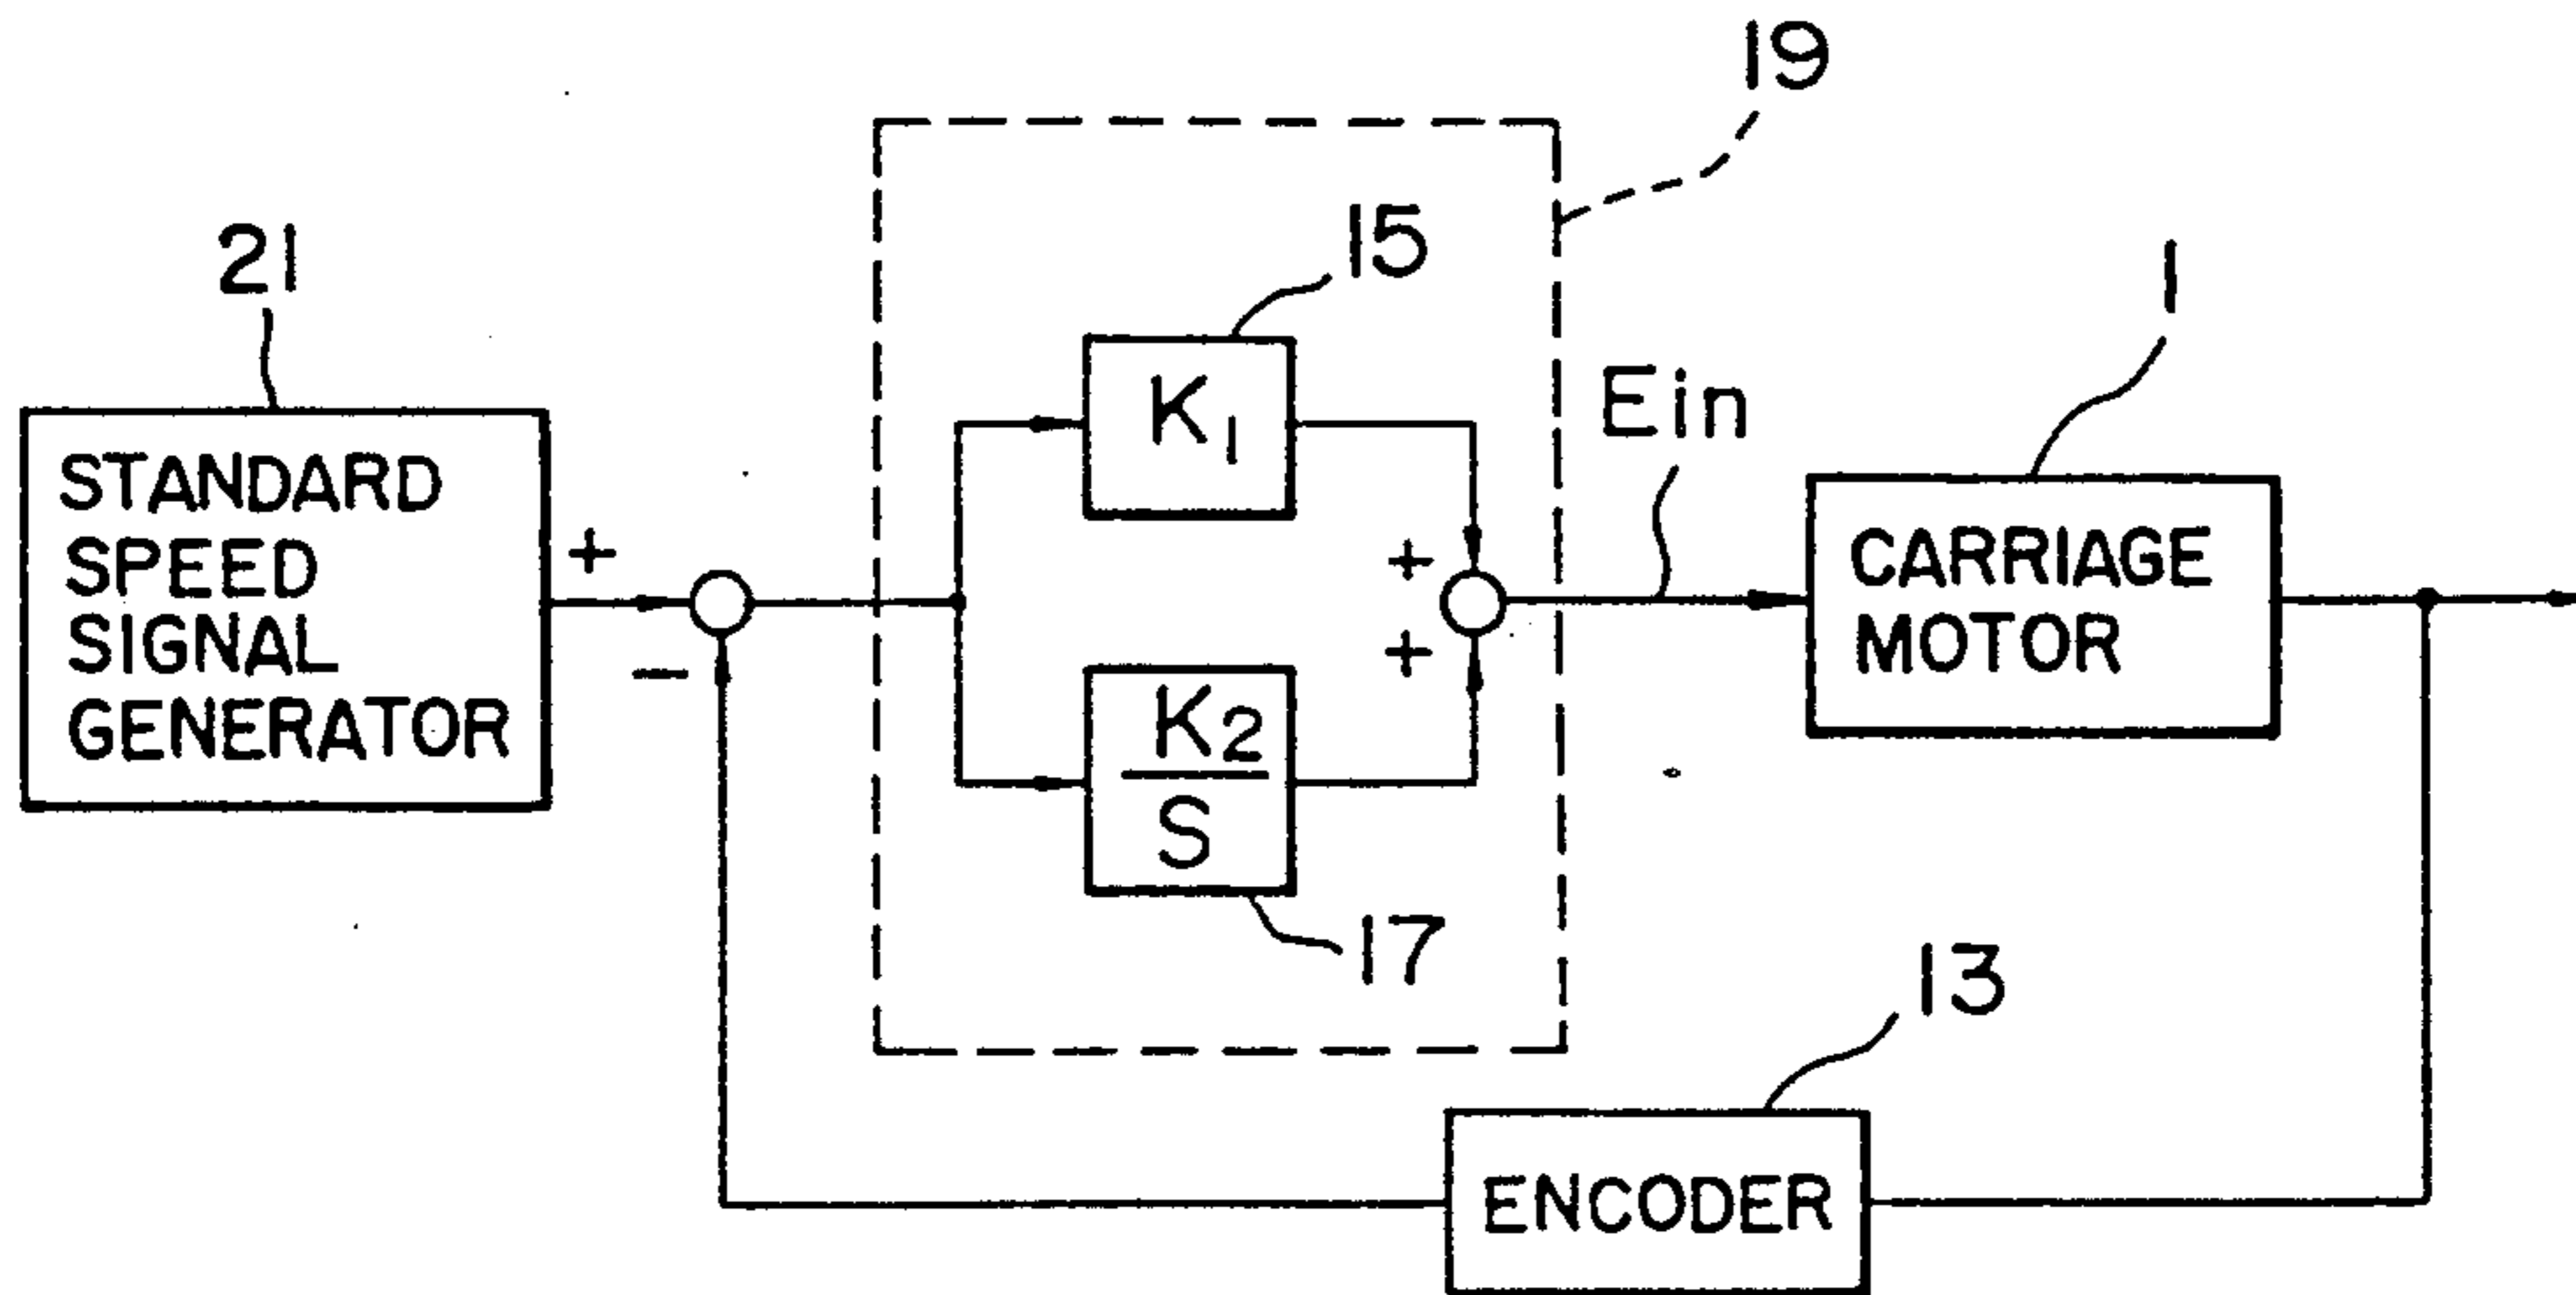 19
15
21
1
K1
Ein
STANDARD
SPEED
SIGNAL
GENERATOR
+
−
+
+
CARRIAGE
MOTOR
K2
S
17
13
ENCODER